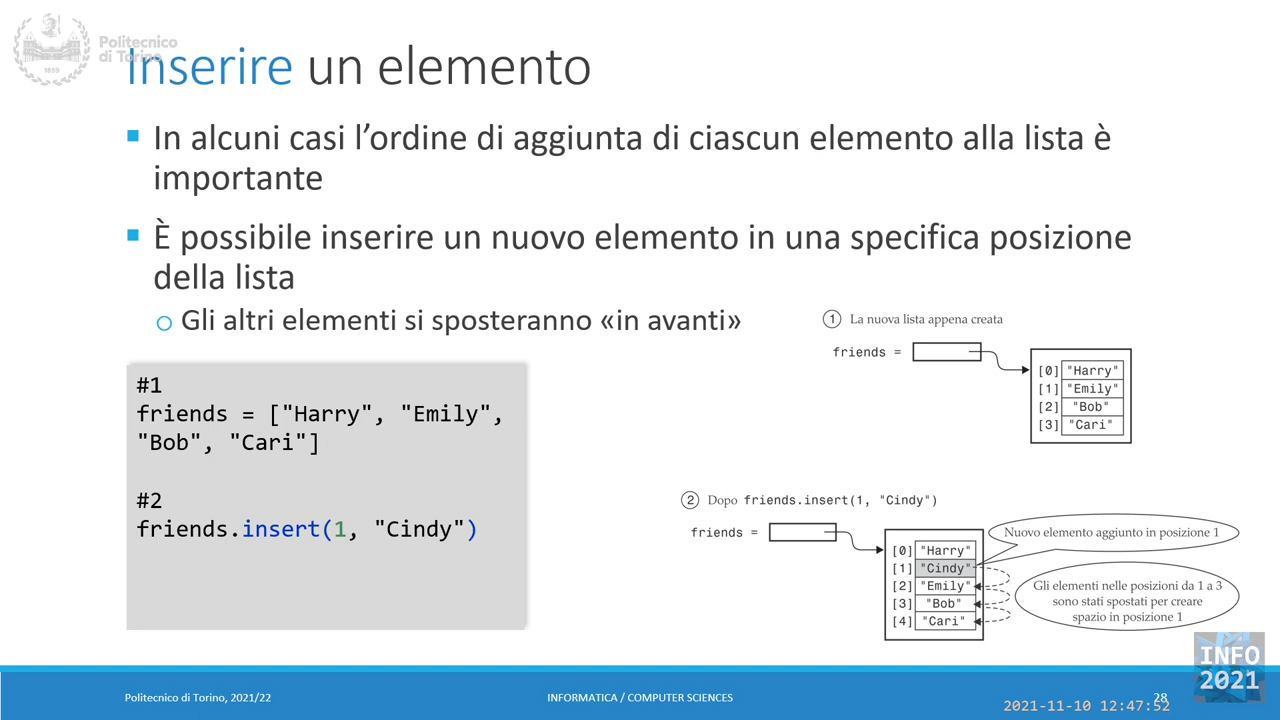 Politecnico
di Torino
1859
Inserire un elemento
In alcuni casi l’ordine di aggiunta di ciascun elemento alla lista è
importante
È possibile inserire un nuovo elemento in una specifica posizione
della lista
Gli altri elementi si sposteranno «in avanti»
#1
friends = ["Harry", "Emily",
"Bob", "Cari"]
#2
friends.insert(1, "Cindy")
1 La nuova lista appena creata
friends =
[0] "Harry"
[1] "Emily"
[2] "Bob"
[3] "Cari"
2 Dopo friends.insert(1, "Cindy")
friends =
[0] "Harry"
[1] "Cindy"
[2] "Emily"
[3] "Bob"
[4] "Cari"
Nuovo elemento aggiunto in posizione 1
Gli elementi nelle posizioni da 1 a 3
sono stati spostati per creare
spazio in posizione 1
INFO
2021
Politecnico di Torino, 2021/22
INFORMATICA / COMPUTER SCIENCES
28
2021-11-10 12:47:52